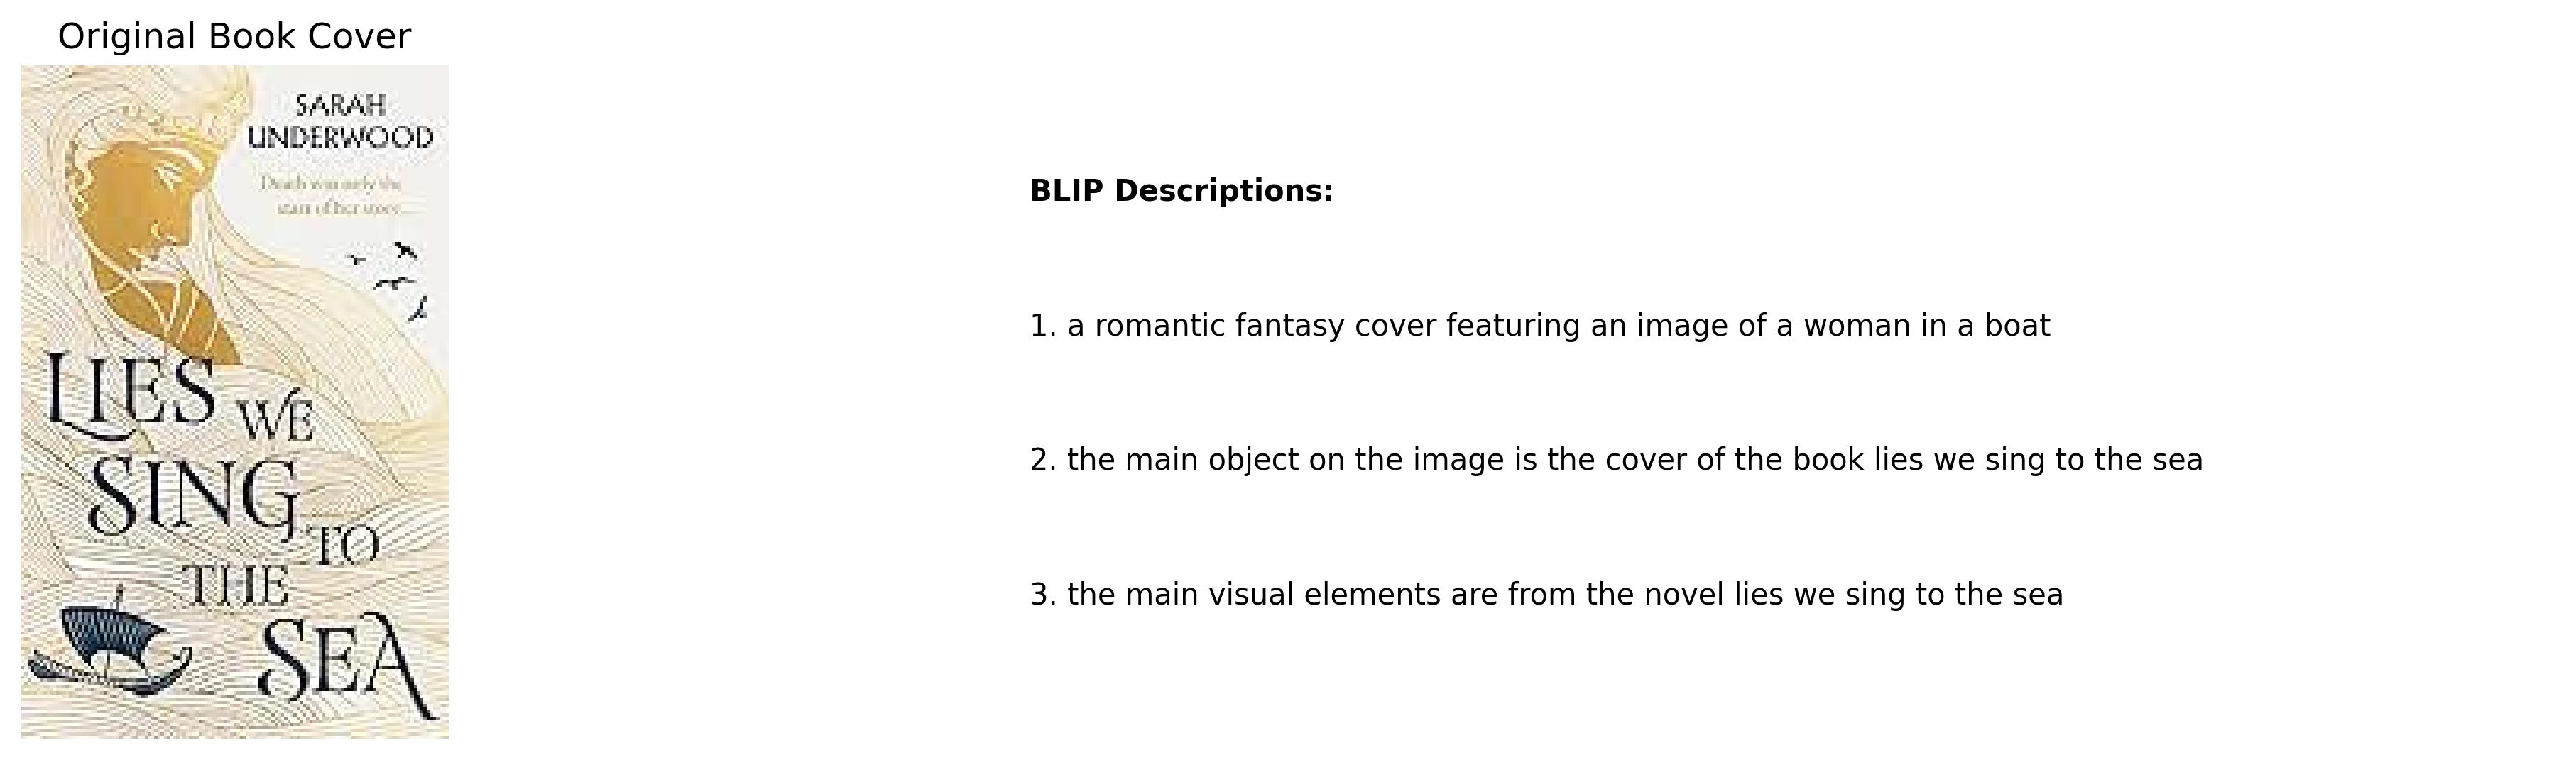 Original Book Cover
SARAH
UNDERWOOD
Death was only the
start of her story...
LIES WE
SING TO
THE
SEA
BLIP Descriptions:
1. a romantic fantasy cover featuring an image of a woman in a boat
2. the main object on the image is the cover of the book lies we sing to the sea
3. the main visual elements are from the novel lies we sing to the sea